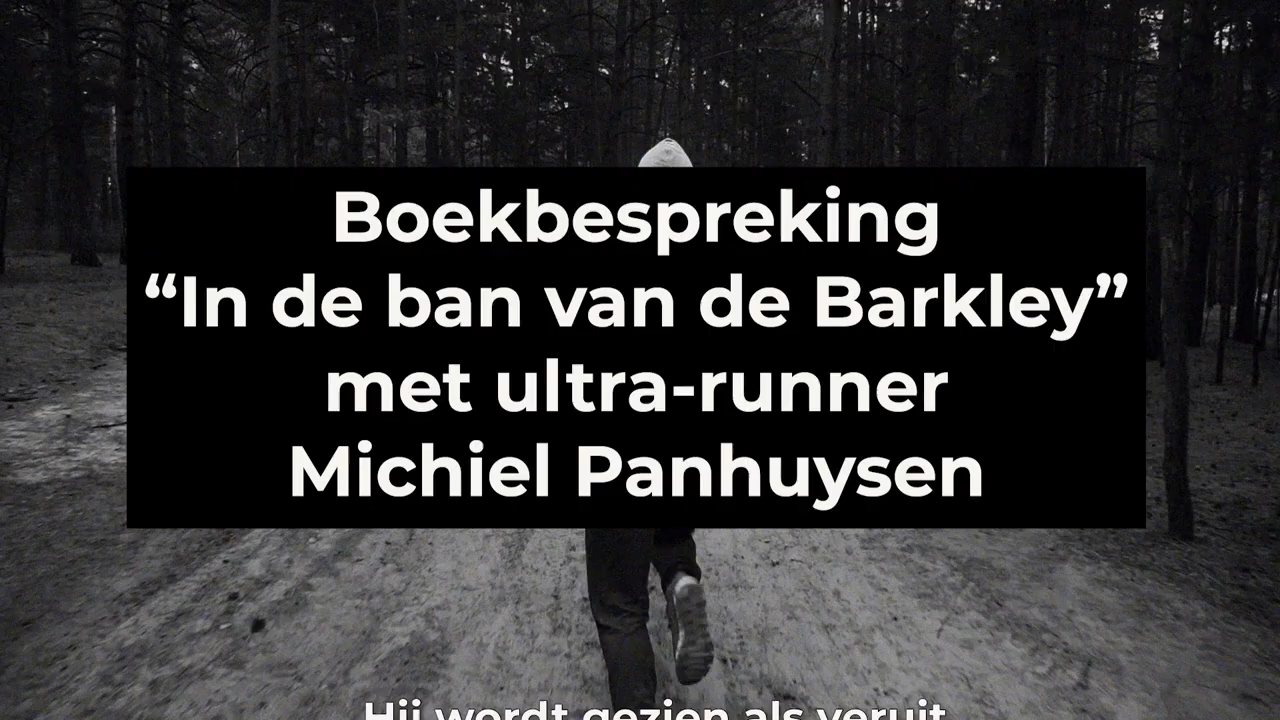 Boekbespreking
“In de ban van de Barkley”
met ultra-runner
Michiel Panhuysen
Hij wordt gezien als veruit